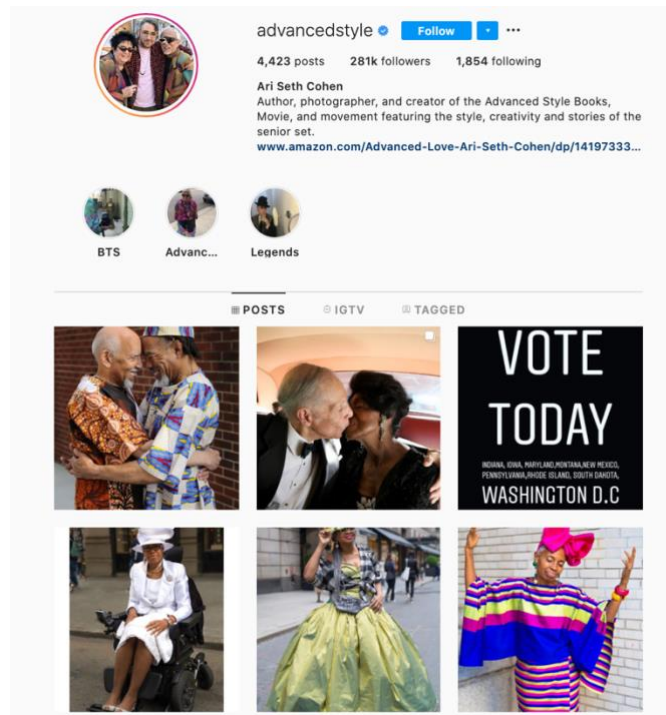 advancedstyle Follow
4,423 posts 281k followers 1,854 following
Ari Seth Cohen
Author, photographer, and creator of the Advanced Style Books,
Movie, and movement featuring the style, creativity and stories of the
senior set.
www.amazon.com/Advanced-Love-Ari-Seth-Cohen/dp/14197333...
BTS Advanc... Legends
POSTS IGTV TAGGED
VOTE
TODAY
INDIANA, IOWA, MARYLAND,MONTANA,NEW MEXICO,
PENNSYLVANIA,RHODE ISLAND, SOUTH DAKOTA,
WASHINGTON D.C